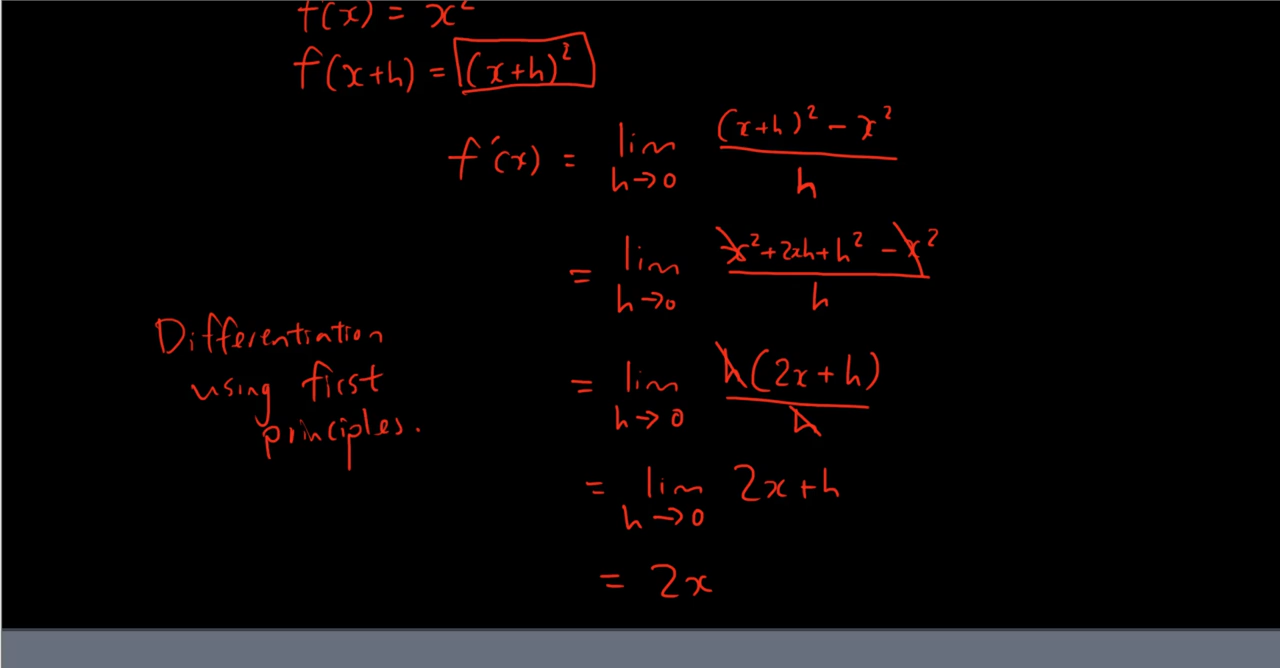 f(x) = x²
f(x+h) = (x+h)²
f'(x) = lim h→0 ((x+h)² − x²) / h
= lim h→0 (x² + 2xh + h² − x²) / h
= lim h→0 h(2x + h) / h
= lim h→0 2x + h
= 2x
Differentiation
using first
principles.